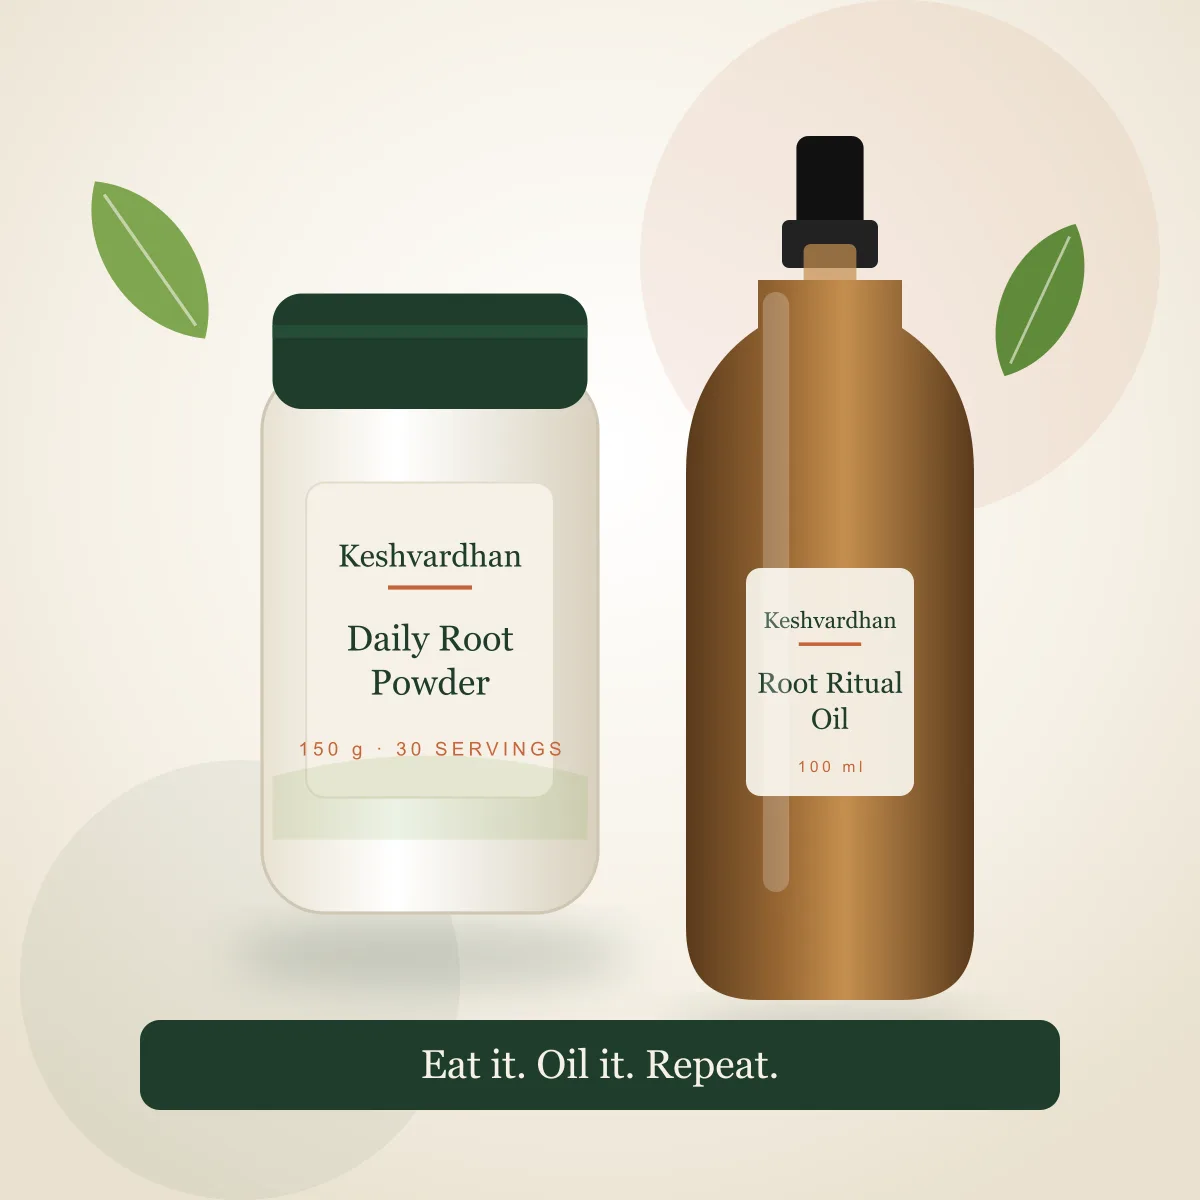 Keshvardhan
Daily Root
Powder
150 g · 30 SERVINGS
Keshvardhan
Root Ritual
Oil
100 ml
Eat it. Oil it. Repeat.